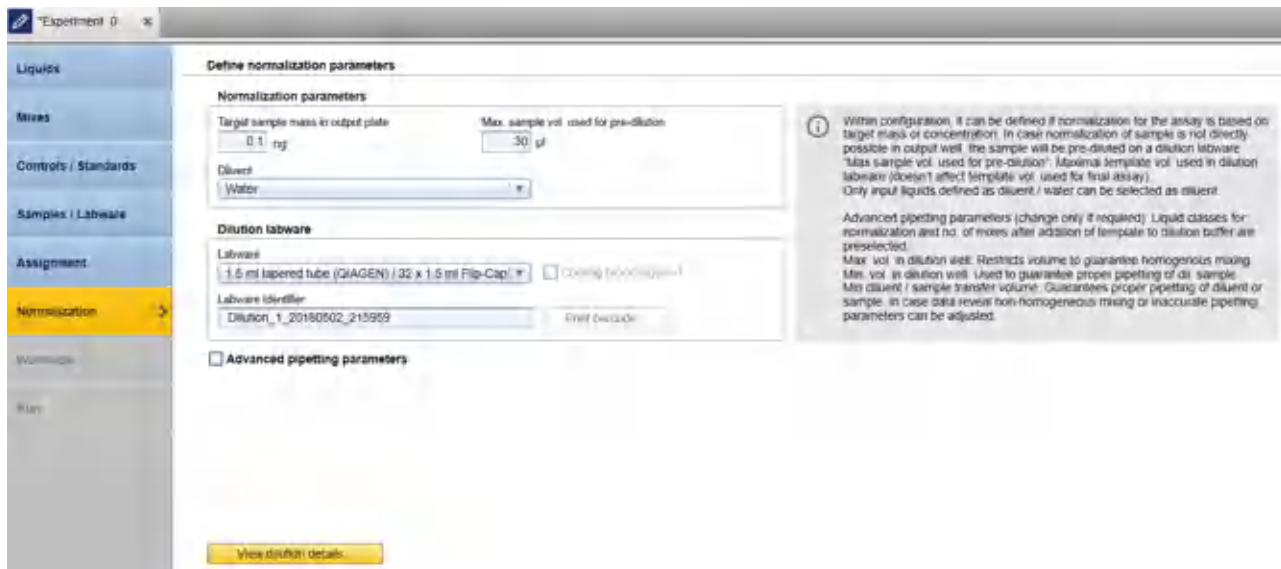 *Experiment 0
Liquids
Mixes
Controls / Standards
Samples / Labware
Assignment
Normalization
Worktable
Run
Define normalization parameters
Normalization parameters
Target sample mass in output plate
Max. sample vol. used for pre-dilution
0.1 ng
30 µl
Diluent
Water
Dilution labware
Labware
1.5 ml tapered tube (QIAGEN) / 32 x 1.5 ml Flip-Cap
Labware Identifier
Dilution_1_20180502_215959
Print barcode
Advanced pipetting parameters
View dilution details
Within configuration, it can be defined if normalization for the assay is based on
target mass or concentration. In case normalization of sample is not directly
possible in output well, the sample will be pre-diluted on a dilution labware.
"Max sample vol. used for pre-dilution": Maximal template vol. used in dilution
labware (doesn't affect template vol. used for final assay).
Only input liquids defined as diluent / water can be selected as diluent.
Advanced pipetting parameters (change only if required): Liquid classes for
normalization and no. of mixes after addition of template to dilution buffer are
preselected.
Max. vol. in dilution well: Restricts volume to guarantee homogenous mixing.
Min. vol. in dilution well: Used to guarantee proper pipetting of dil. sample.
Min diluent / sample transfer volume: Guarantees proper pipetting of diluent or
sample. In case data reveal non-homogeneous mixing or inaccurate pipetting
parameters can be adjusted.